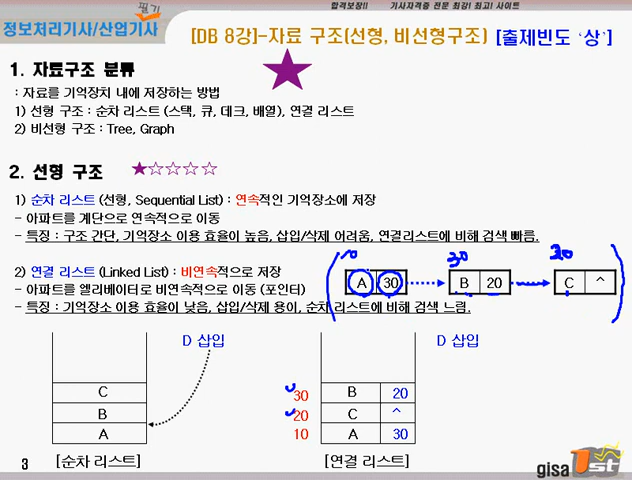 합격보장!! 기사자격증 전문 최강! 최고! 사이트
필기
정보처리기사/산업기사
[DB 8강]-자료 구조(선형, 비선형구조) [출제빈도 '상']
1. 자료구조 분류
: 자료를 기억장치 내에 저장하는 방법
1) 선형 구조 : 순차 리스트 (스택, 큐, 데크, 배열), 연결 리스트
2) 비선형 구조 : Tree, Graph
2. 선형 구조 ★☆☆☆☆
1) 순차 리스트 (선형, Sequential List) : 연속적인 기억장소에 저장
- 아파트를 계단으로 연속적으로 이동
- 특징 : 구조 간단, 기억장소 이용 효율이 높음, 삽입/삭제 어려움, 연결리스트에 비해 검색 빠름.
10 30 20
2) 연결 리스트 (Linked List) : 비연속적으로 저장
A 30 B 20 C ^
- 아파트를 엘리베이터로 비연속적으로 이동 (포인터)
- 특징 : 기억장소 이용 효율이 낮음, 삽입/삭제 용이, 순차 리스트에 비해 검색 느림.
D 삽입 D 삽입
C 30 B 20
B 20 C ^
A 10 A 30
[순차 리스트] [연결 리스트]
3
gisa 1st